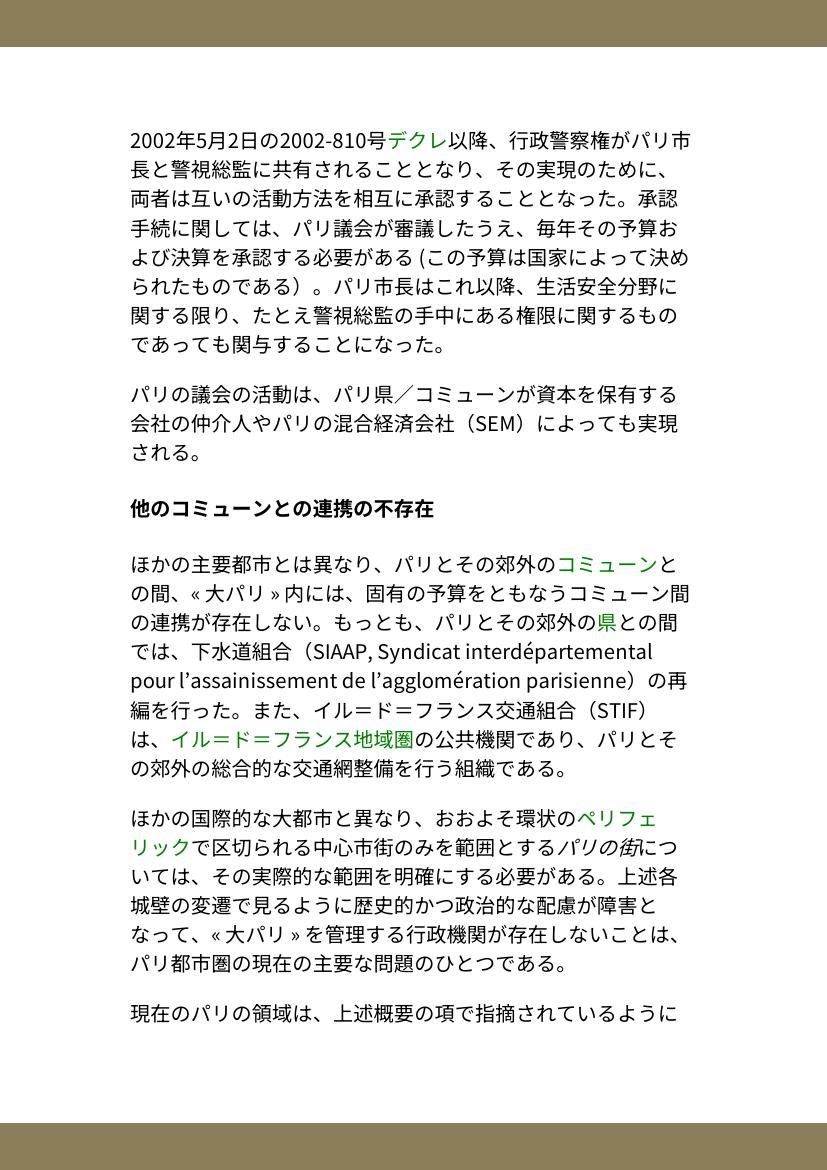 2002年5月2日の2002-810号デクレ以降、行政警察権がパリ市
長と警視総監に共有されることとなり、その実現のために、
両者は互いの活動方法を相互に承認することとなった。承認
手続に関しては、パリ議会が審議したうえ、毎年その予算お
よび決算を承認する必要がある (この予算は国家によって決め
られたものである）。パリ市長はこれ以降、生活安全分野に
関する限り、たとえ警視総監の手中にある権限に関するもの
であっても関与することになった。
パリの議会の活動は、パリ県／コミューンが資本を保有する
会社の仲介人やパリの混合経済会社（SEM）によっても実現
される。
他のコミューンとの連携の不存在
ほかの主要都市とは異なり、パリとその郊外のコミューンと
の間、« 大パリ » 内には、固有の予算をともなうコミューン間
の連携が存在しない。もっとも、パリとその郊外の県との間
では、下水道組合（SIAAP, Syndicat interdépartemental
pour l’assainissement de l’agglomération parisienne）の再
編を行った。また、イル＝ド＝フランス交通組合（STIF）
は、イル＝ド＝フランス地域圏の公共機関であり、パリとそ
の郊外の総合的な交通網整備を行う組織である。
ほかの国際的な大都市と異なり、おおよそ環状のペリフェ
リックで区切られる中心市街のみを範囲とするパリの街につ
いては、その実際的な範囲を明確にする必要がある。上述各
城壁の変遷で見るように歴史的かつ政治的な配慮が障害と
なって、« 大パリ » を管理する行政機関が存在しないことは、
パリ都市圏の現在の主要な問題のひとつである。
現在のパリの領域は、上述概要の項で指摘されているように